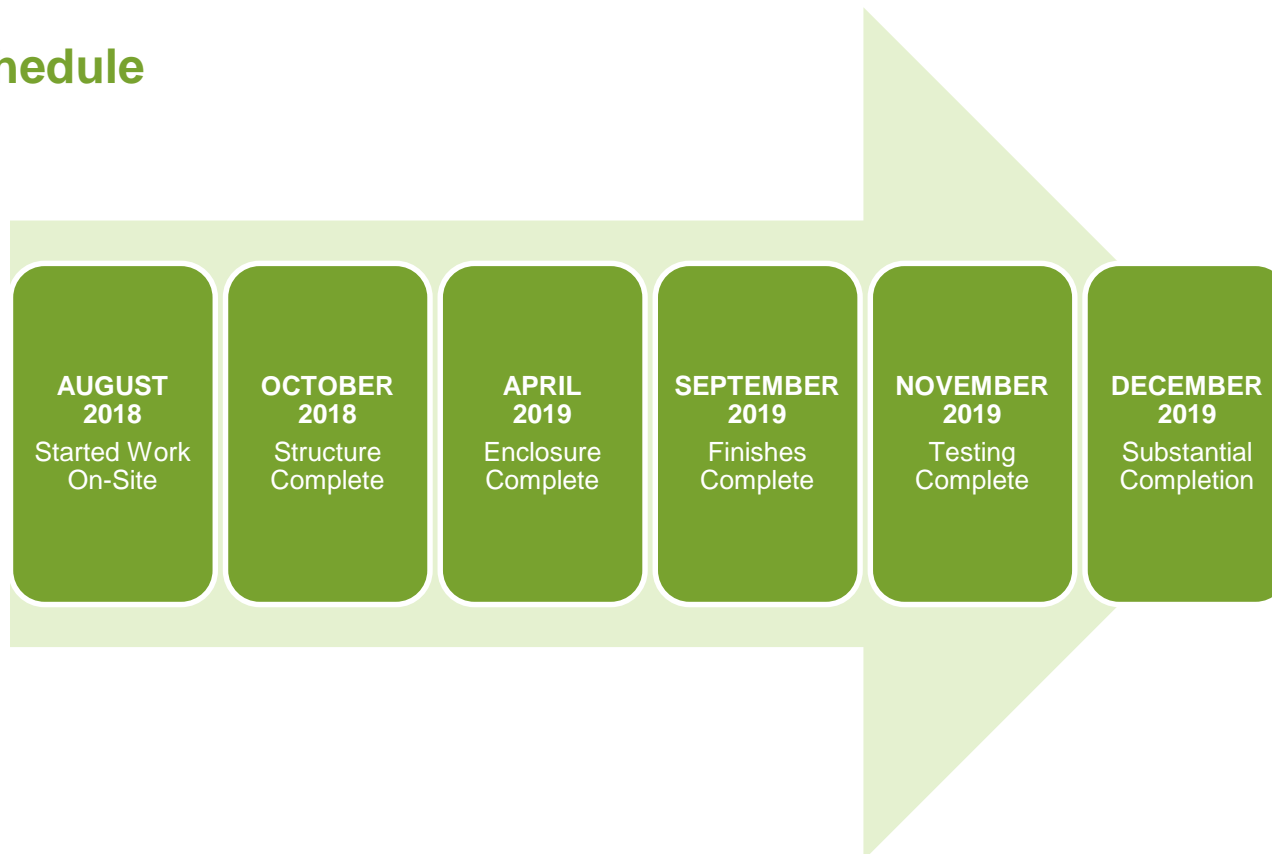 hedule
AUGUST
2018
Started Work
On-Site
OCTOBER
2018
Structure
Complete
APRIL
2019
Enclosure
Complete
SEPTEMBER
2019
Finishes
Complete
NOVEMBER
2019
Testing
Complete
DECEMBER
2019
Substantial
Completion